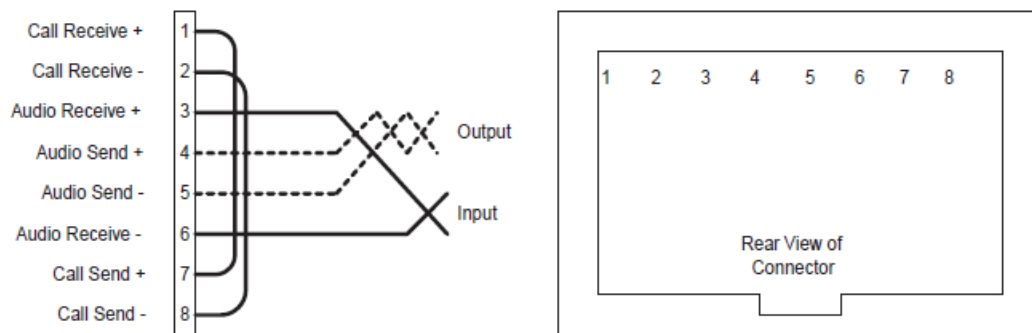 Call Receive +
Call Receive -
Audio Receive +
Audio Send +
Audio Send -
Audio Receive -
Call Send +
Call Send -
1
2
3
4
5
6
7
8
Output
Input
1 2 3 4 5 6 7 8
Rear View of
Connector